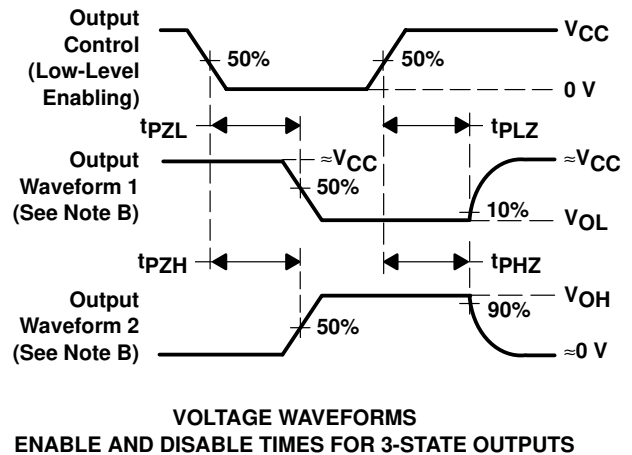 Output
Control
(Low-Level
Enabling)
50%
50%
VCC
0 V
tPZL
tPLZ
Output
Waveform 1
(See Note B)
≈VCC
50%
≈VCC
10%
VOL
tPZH
tPHZ
Output
Waveform 2
(See Note B)
50%
VOH
90%
≈0 V
VOLTAGE WAVEFORMS
ENABLE AND DISABLE TIMES FOR 3-STATE OUTPUTS